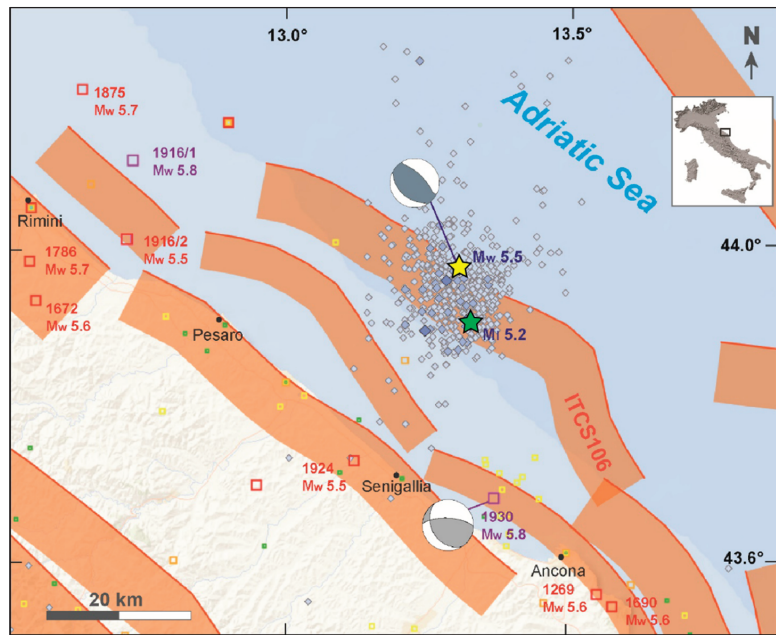 13.0°
13.5°
N
1875
Mw 5.7
Adriatic Sea
1916/1
Mw 5.8
Rimini
1916/2
Mw 5.5
Mw 5.5
44.0°
1786
Mw 5.7
1672
Mw 5.6
Pesaro
Ml 5.2
ITCS106
1924
Mw 5.5
Senigallia
1930
Mw 5.8
Ancona
43.6°
1269
Mw 5.6
1690
Mw 5.6
20 km